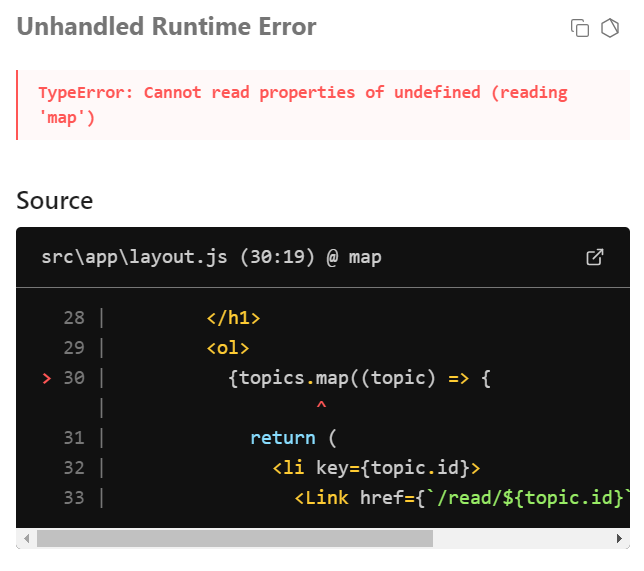 Unhandled Runtime Error
TypeError: Cannot read properties of undefined (reading
'map')
Source
src\app\layout.js (30:19) @ map
28 |         </h1>
29 |         <ol>
> 30 |           {topics.map((topic) => {
|                   ^
31 |             return (
32 |               <li key={topic.id}>
33 |                 <Link href={`/read/${topic.id}`